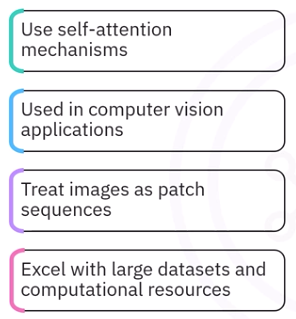 Use self-attention
mechanisms
Used in computer vision
applications
Treat images as patch
sequences
Excel with large datasets and
computational resources